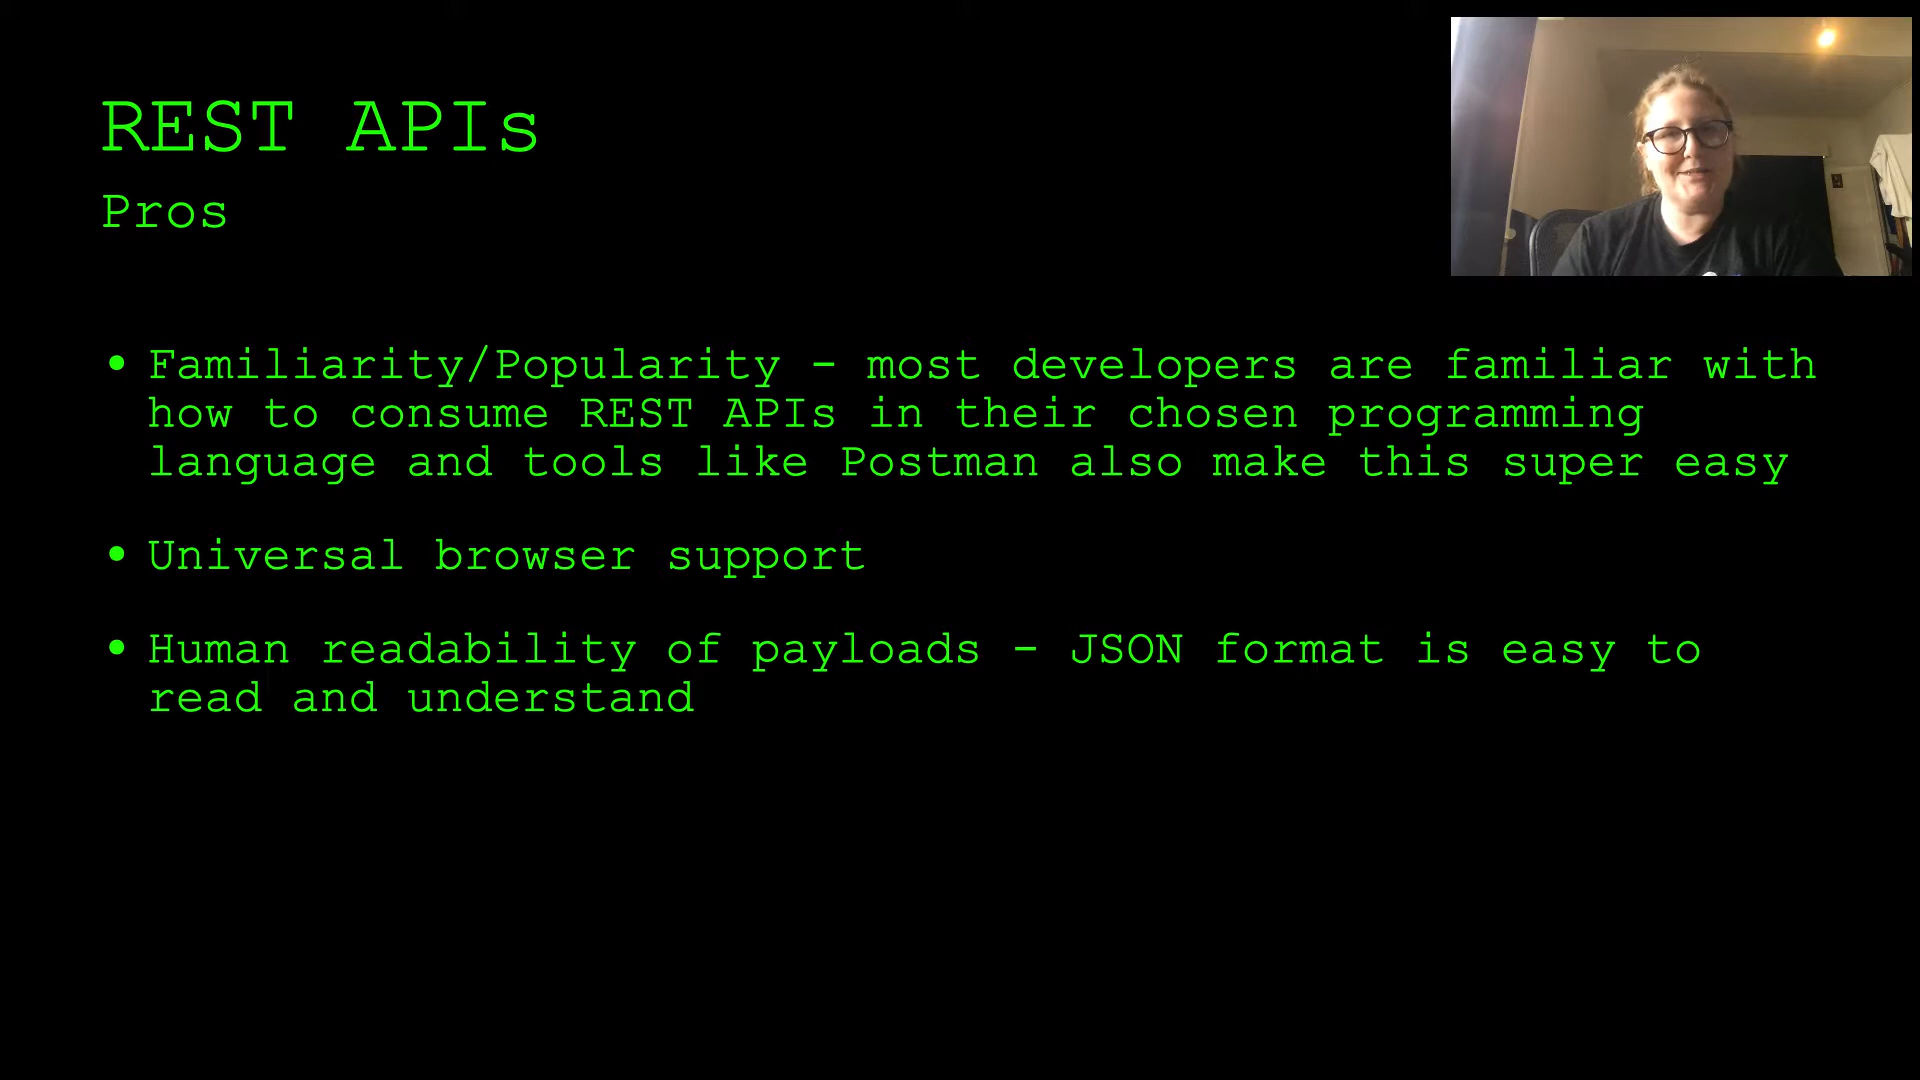 REST APIs
Pros
• Familiarity/Popularity – most developers are familiar with
how to consume REST APIs in their chosen programming
language and tools like Postman also make this super easy
• Universal browser support
• Human readability of payloads – JSON format is easy to
read and understand